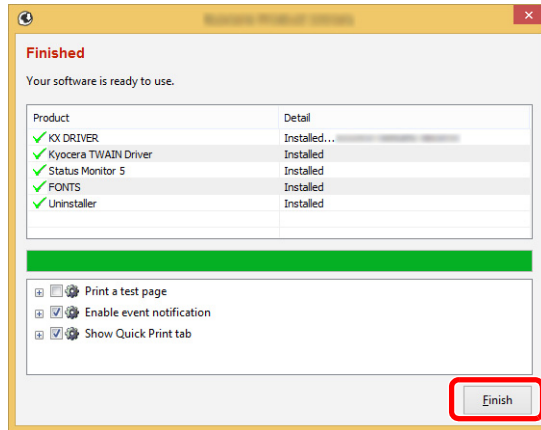 Finished
Your software is ready to use.
Product Detail
KX DRIVER Installed...
Kyocera TWAIN Driver Installed
Status Monitor 5 Installed
FONTS Installed
Uninstaller Installed
Print a test page
Enable event notification
Show Quick Print tab
Finish